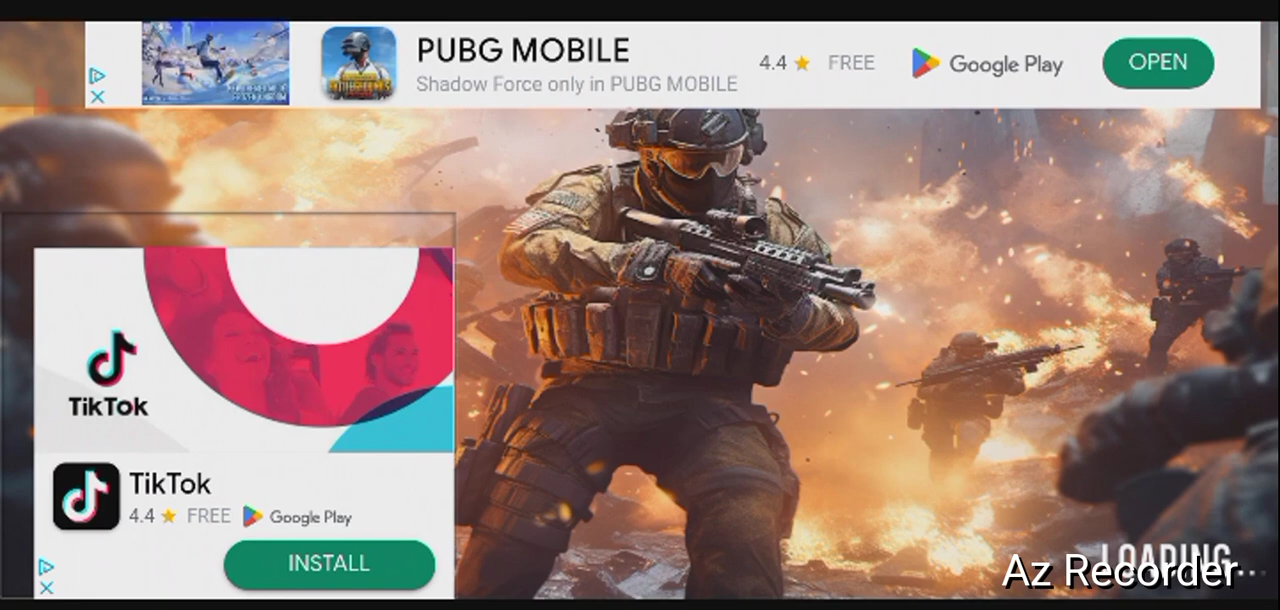 PUBG MOBILE
Shadow Force only in PUBG MOBILE
4.4 ★ FREE
Google Play
OPEN
TikTok
TikTok
4.4 ★ FREE Google Play
INSTALL
LOADING...
Az Recorder